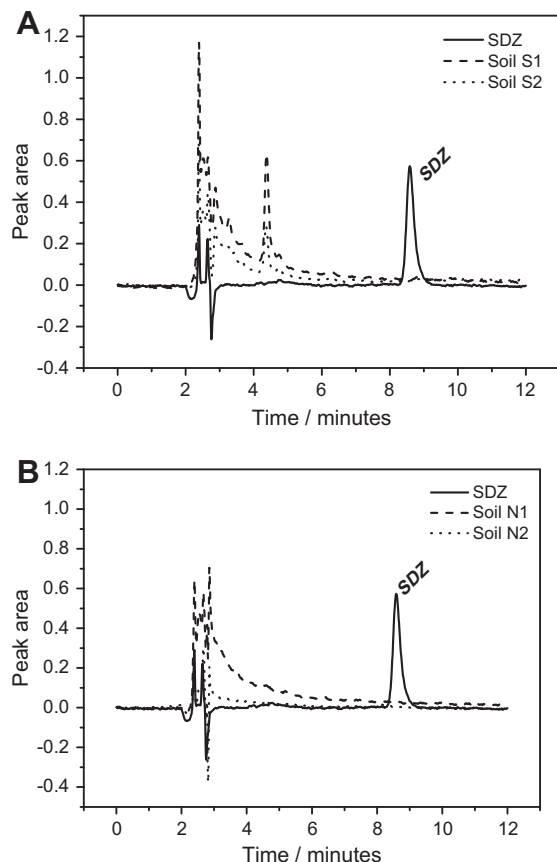 A
SDZ
Soil S1
Soil S2
SDZ
Peak area
1.2
1.0
0.8
0.6
0.4
0.2
0.0
-0.2
-0.4
0 2 4 6 8 10 12
Time / minutes
B
SDZ
Soil N1
Soil N2
SDZ
Peak area
1.2
1.0
0.8
0.6
0.4
0.2
0.0
-0.2
-0.4
0 2 4 6 8 10 12
Time / minutes